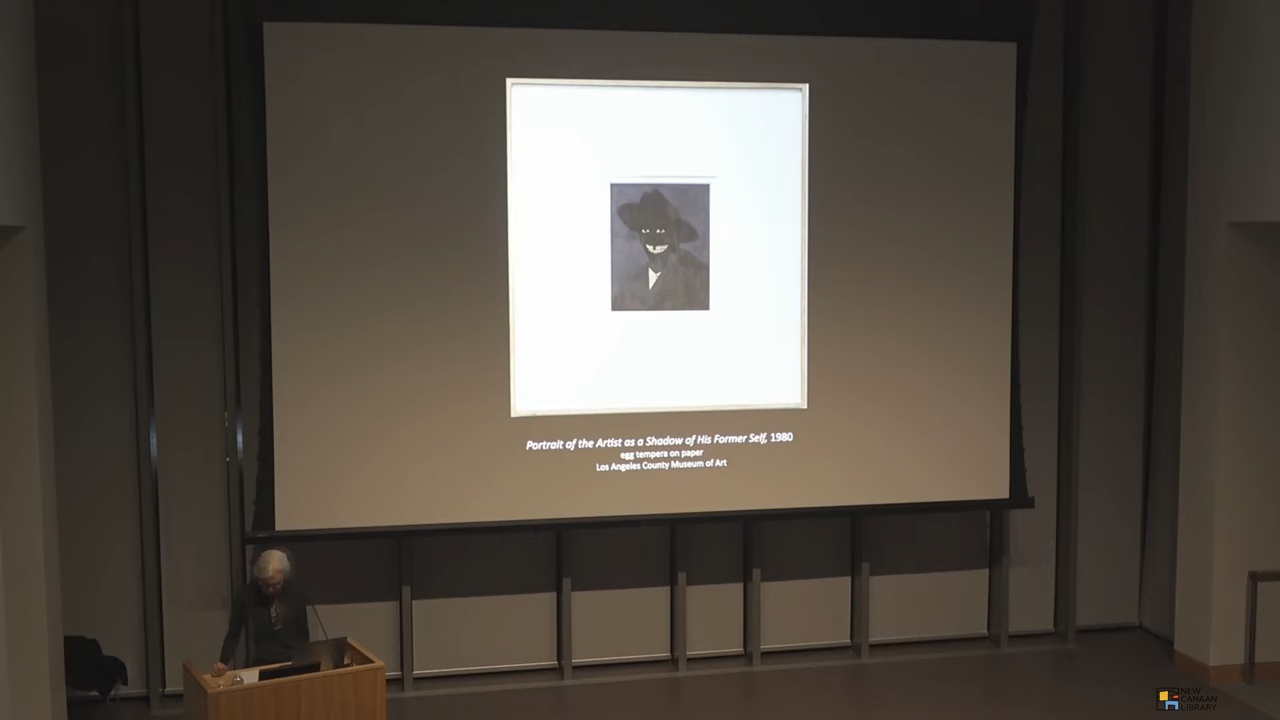 Portrait of the Artist as a Shadow of His Former Self, 1980
egg tempera on paper
Los Angeles County Museum of Art
NEW
CANAAN
LIBRARY